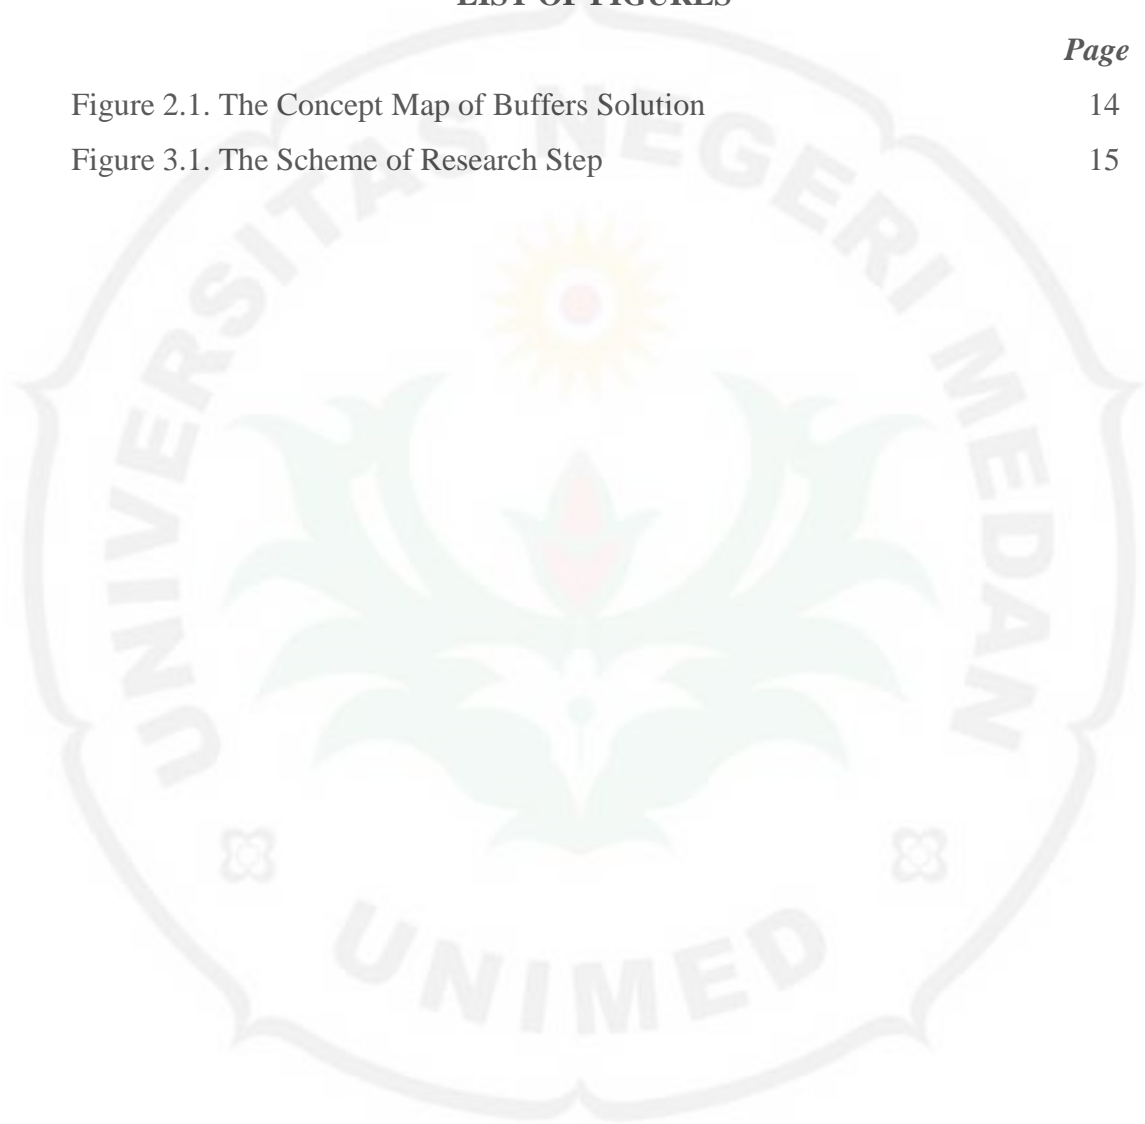 LIST OF FIGURES
Page
Figure 2.1. The Concept Map of Buffers Solution 14
Figure 3.1. The Scheme of Research Step 15
UNIVERSITAS NEGERI MEDAN
UNIMED